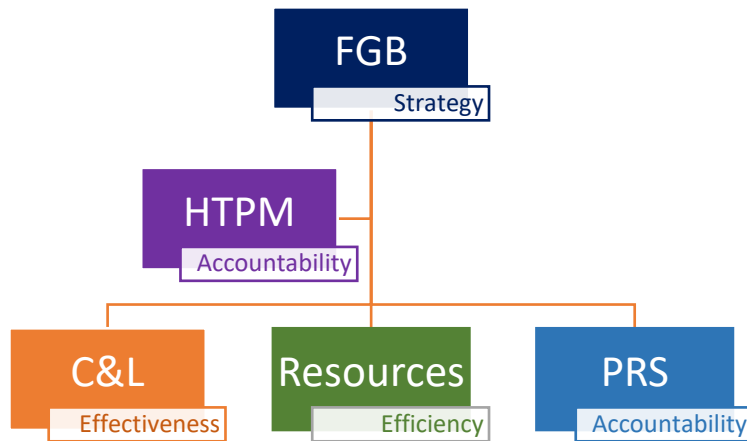 FGB
Strategy
HTPM
Accountability
C&L
Effectiveness
Resources
Efficiency
PRS
Accountability